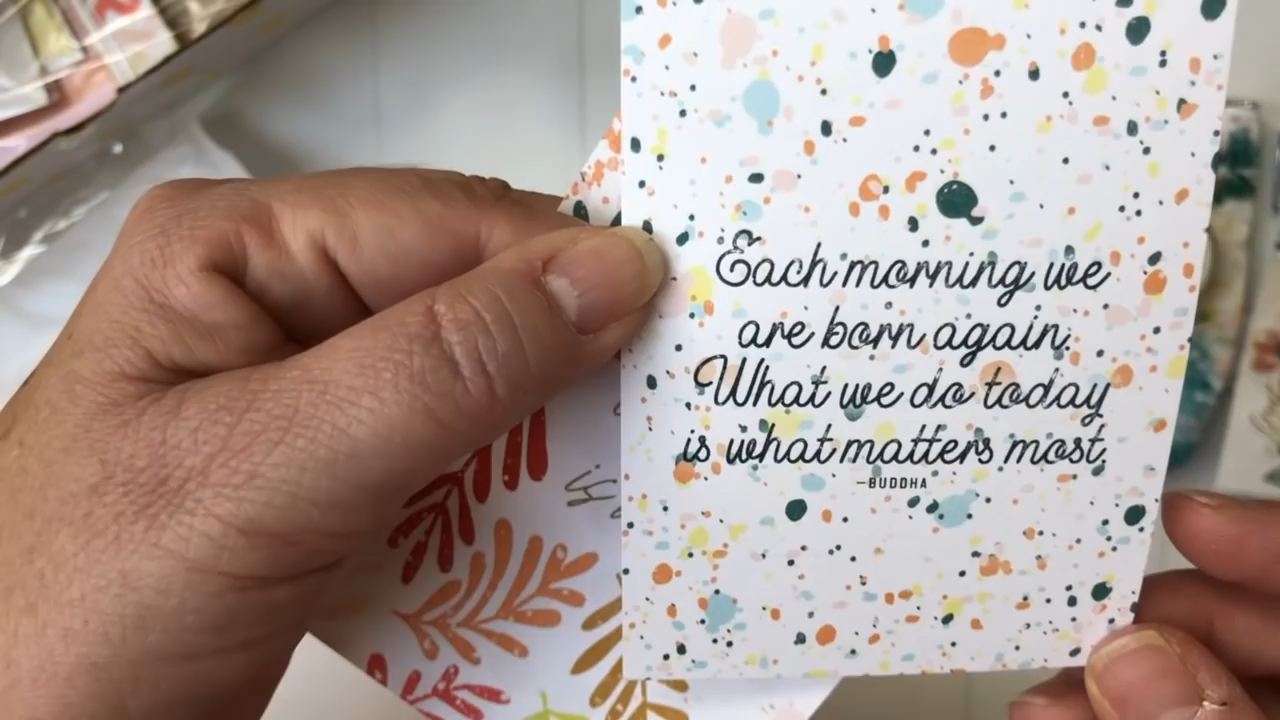 Each morning we
are born again.
What we do today
is what matters most.
—BUDDHA